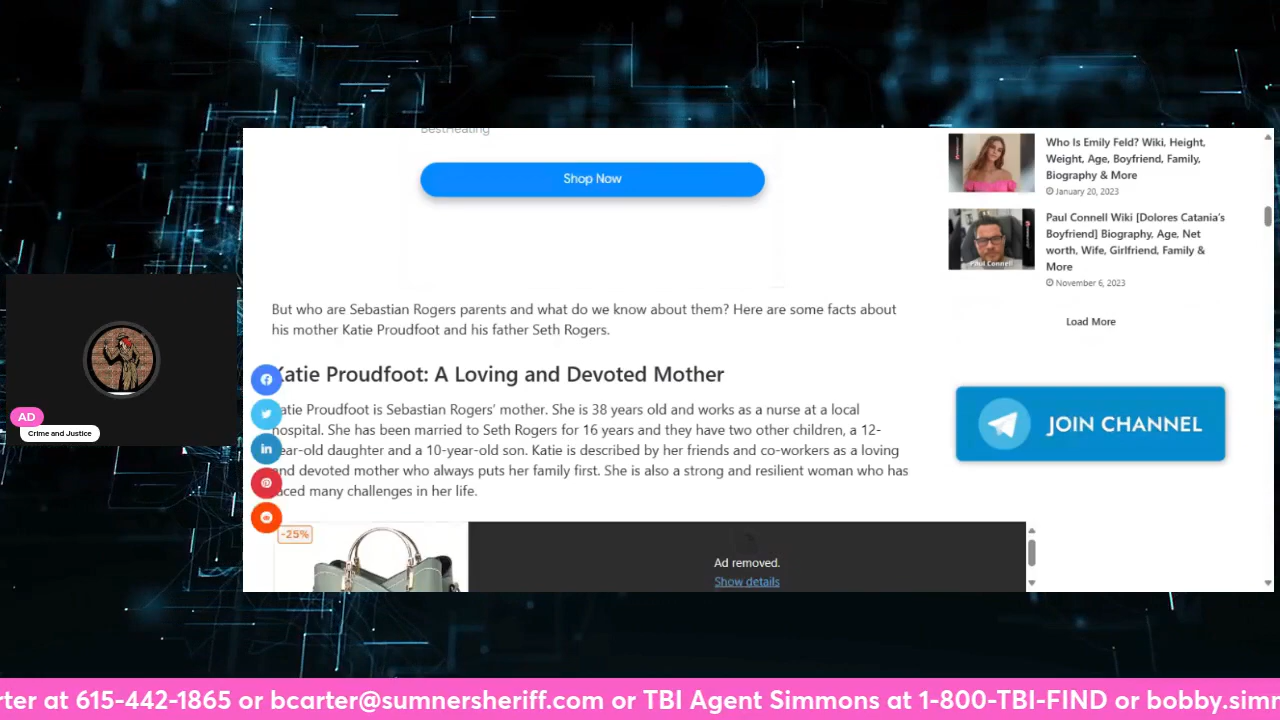 BestHeating
Shop Now
But who are Sebastian Rogers parents and what do we know about them? Here are some facts about
his mother Katie Proudfoot and his father Seth Rogers.
Katie Proudfoot: A Loving and Devoted Mother
Katie Proudfoot is Sebastian Rogers' mother. She is 38 years old and works as a nurse at a local
hospital. She has been married to Seth Rogers for 16 years and they have two other children, a 12-
year-old daughter and a 10-year-old son. Katie is described by her friends and co-workers as a loving
and devoted mother who always puts her family first. She is also a strong and resilient woman who has
faced many challenges in her life.
-25%
Ad removed.
Show details
Who Is Emily Feld? Wiki, Height,
Weight, Age, Boyfriend, Family,
Biography & More
January 20, 2023
Paul Connell Wiki [Dolores Catania's
Boyfriend] Biography, Age, Net
worth, Wife, Girlfriend, Family &
More
November 6, 2023
Paul Connell
Load More
JOIN CHANNEL
AD
Crime and Justice
rter at 615-442-1865 or bcarter@sumnersheriff.com or TBI Agent Simmons at 1-800-TBI-FIND or bobby.simm